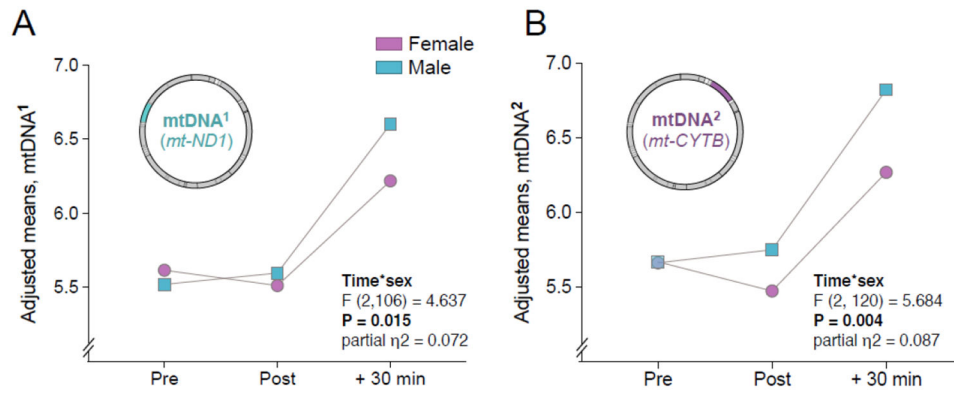 A
Female
Male
Adjusted means, mtDNA¹
7.0
6.5
6.0
5.5
mtDNA¹
(mt-ND1)
Time*sex
F (2,106) = 4.637
P = 0.015
partial η2 = 0.072
Pre
Post
+ 30 min
B
Adjusted means, mtDNA²
7.0
6.5
6.0
5.5
mtDNA²
(mt-CYTB)
Time*sex
F (2, 120) = 5.684
P = 0.004
partial η2 = 0.087
Pre
Post
+ 30 min